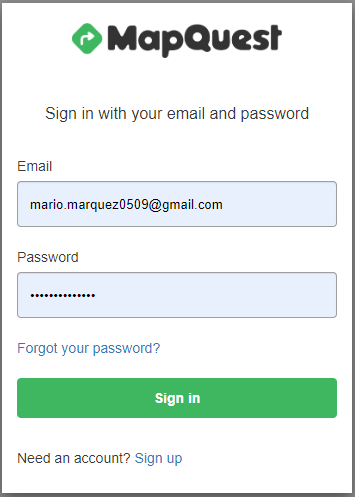 MapQuest
Sign in with your email and password
Email
mario.marquez0509@gmail.com
Password
••••••••••••••
Forgot your password?
Sign in
Need an account? Sign up